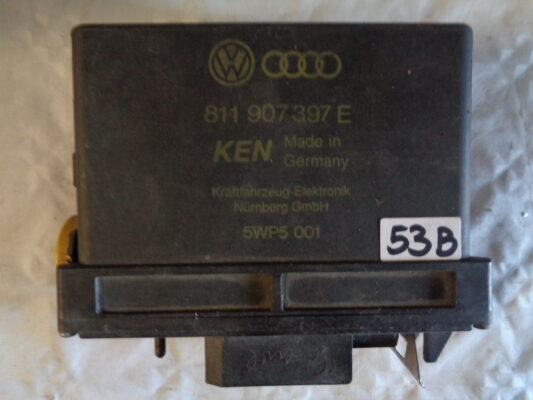 811 907 397 E
KEN Made in
Germany
Kraftfahrzeug-Elektronik
Nürnberg GmbH
5WP5 001
53B